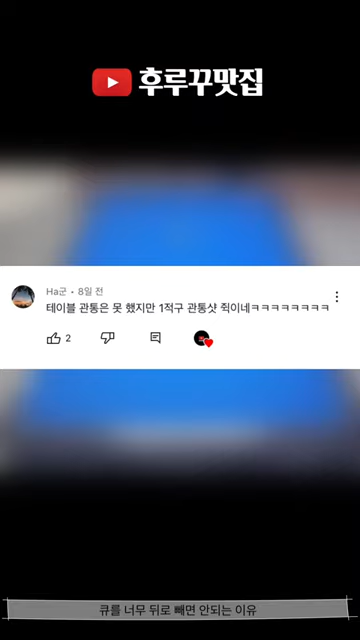 후루꾸맛집
Ha군 • 8일 전
테이블 관통은 못 했지만 1적구 관통샷 쥑이네ㅋㅋㅋㅋㅋㅋㅋㅋ
2
큐를 너무 뒤로 빼면 안되는 이유